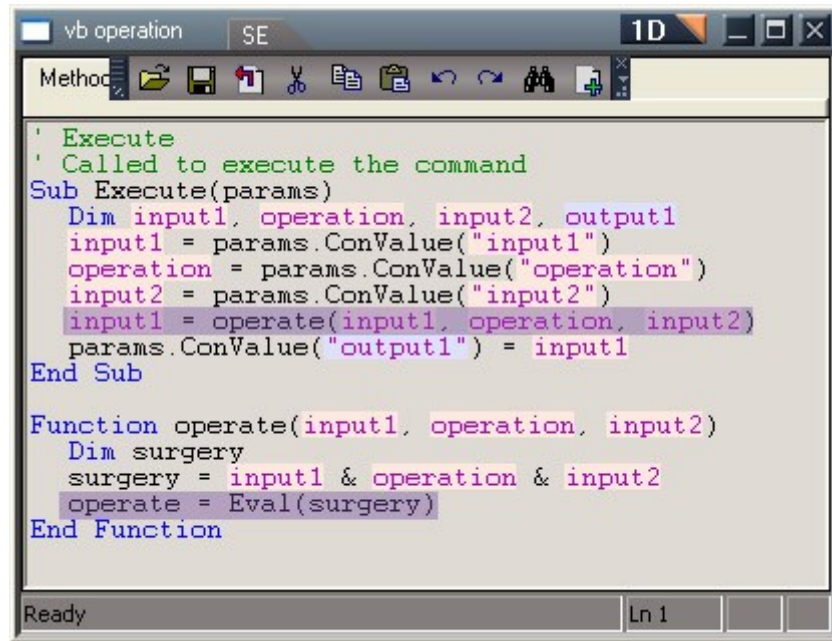 vb operation SE 1D
Method
' Execute
' Called to execute the command
Sub Execute(params)
Dim input1, operation, input2, output1
input1 = params.ConValue("input1")
operation = params.ConValue("operation")
input2 = params.ConValue("input2")
input1 = operate(input1, operation, input2)
params.ConValue("output1") = input1
End Sub
Function operate(input1, operation, input2)
Dim surgery
surgery = input1 & operation & input2
operate = Eval(surgery)
End Function
Ready Ln 1